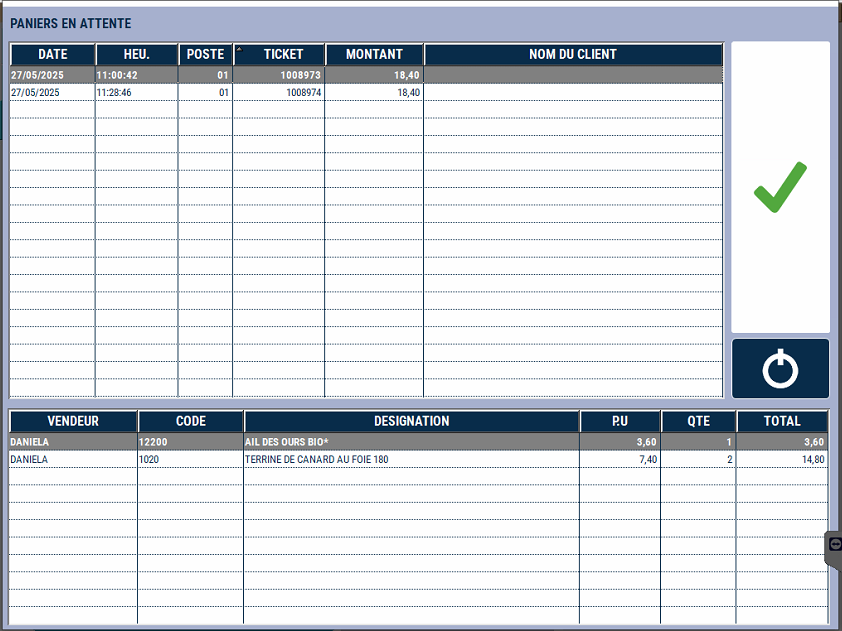 PANIERS EN ATTENTE
DATE HEU. POSTE TICKET MONTANT NOM DU CLIENT
27/05/2025 11:00:42 01 1008973 18,40
27/05/2025 11:28:46 01 1008974 18,40
VENDEUR CODE DESIGNATION P.U QTE TOTAL
DANIELA 12200 AIL DES OURS BIO* 3,60 1 3,60
DANIELA 1020 TERRINE DE CANARD AU FOIE 180 7,40 2 14,80